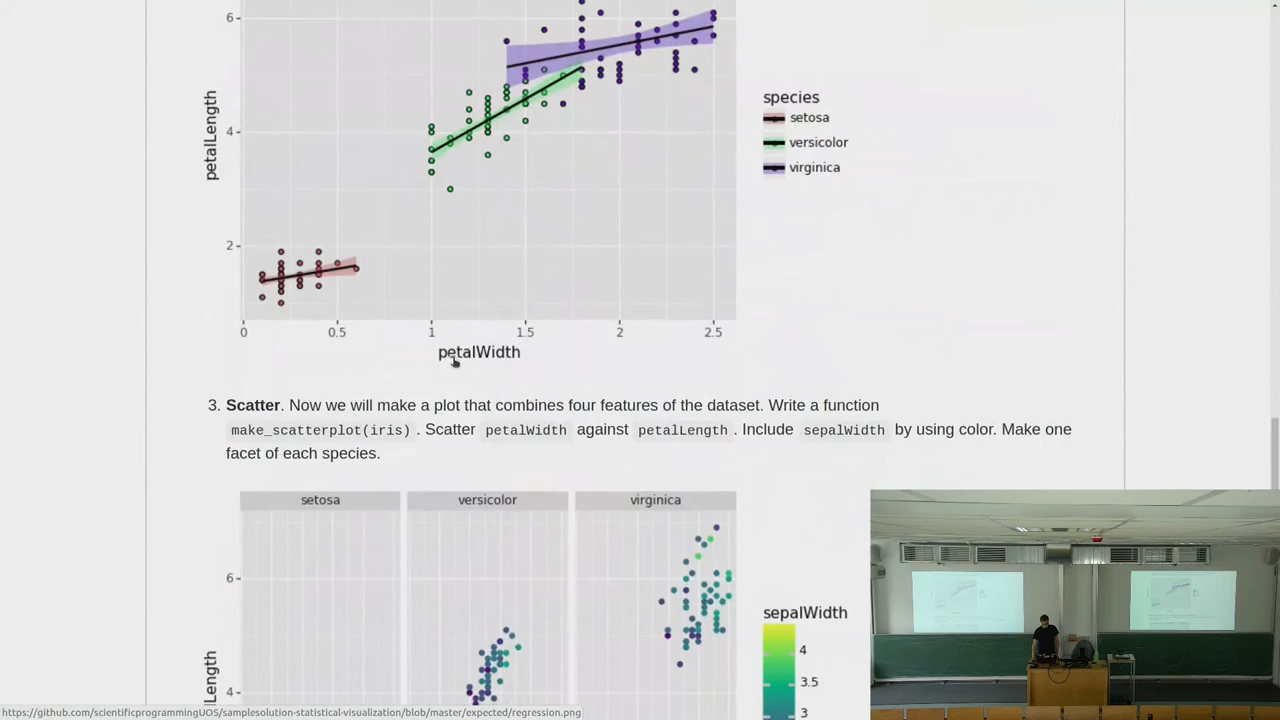 6
petalLength
4
2
0
0.5
1
1.5
2
2.5
petalWidth
species
setosa
versicolor
virginica
3. Scatter. Now we will make a plot that combines four features of the dataset. Write a function
make_scatterplot(iris) . Scatter petalWidth against petalLength . Include sepalWidth by using color. Make one
facet of each species.
setosa
versicolor
virginica
6
4
lLength
sepalWidth
4
3.5
3
https://github.com/scientificprogrammingUOS/samplesolution-statistical-visualization/blob/master/expected/regression.png